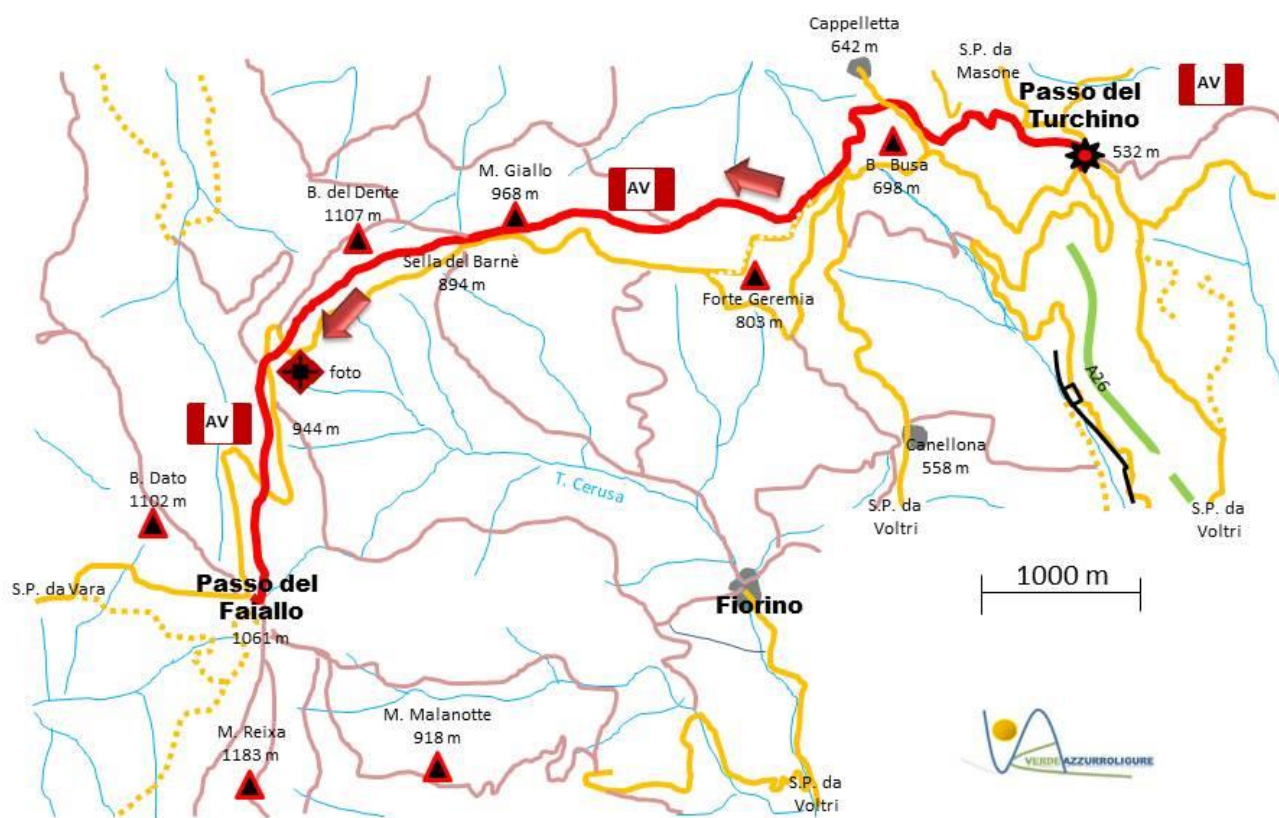 Cappelletta
642 m
S.P. da
Masone
AV
Passo del
Turchino
532 m
B. Busa
698 m
M. Giallo
968 m
AV
B. del Dente
1107 m
Sella del Barnè
894 m
Forte Geremia
803 m
foto
A26
AV
944 m
Canellona
558 m
B. Dato
1102 m
T. Cerusa
S.P. da
Voltri
S.P. da
Voltri
S.P. da Vara
Passo del
Faiallo
1061 m
Fiorino
1000 m
M. Reixa
1183 m
M. Malanotte
918 m
VERDEAZZURROLIGURE
S.P. da
Voltri